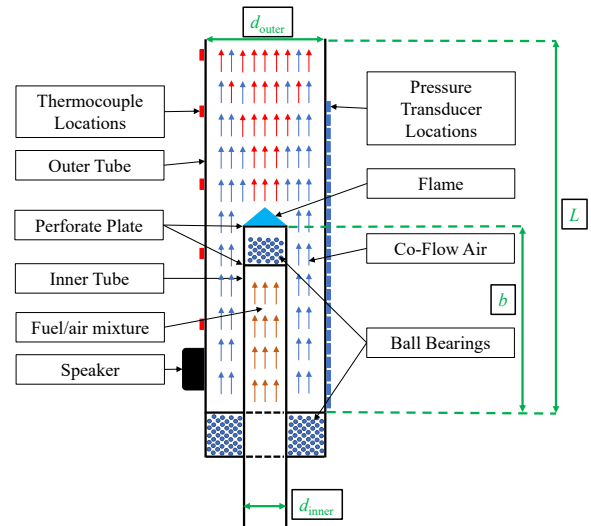 d_outer
Thermocouple
Locations
Outer Tube
Perforate Plate
Inner Tube
Fuel/air mixture
Speaker
Pressure
Transducer
Locations
Flame
L
Co-Flow Air
b
Ball Bearings
d_inner